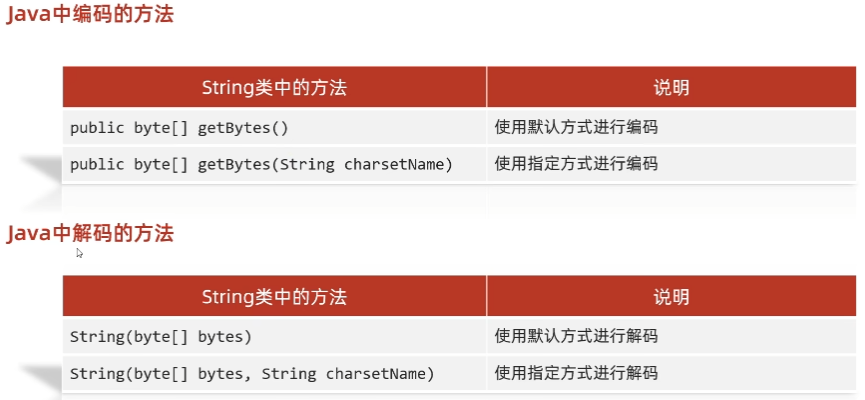 Java中编码的方法
String类中的方法 说明
public byte[] getBytes() 使用默认方式进行编码
public byte[] getBytes(String charsetName) 使用指定方式进行编码
Java中解码的方法
String类中的方法 说明
String(byte[] bytes) 使用默认方式进行解码
String(byte[] bytes, String charsetName) 使用指定方式进行解码